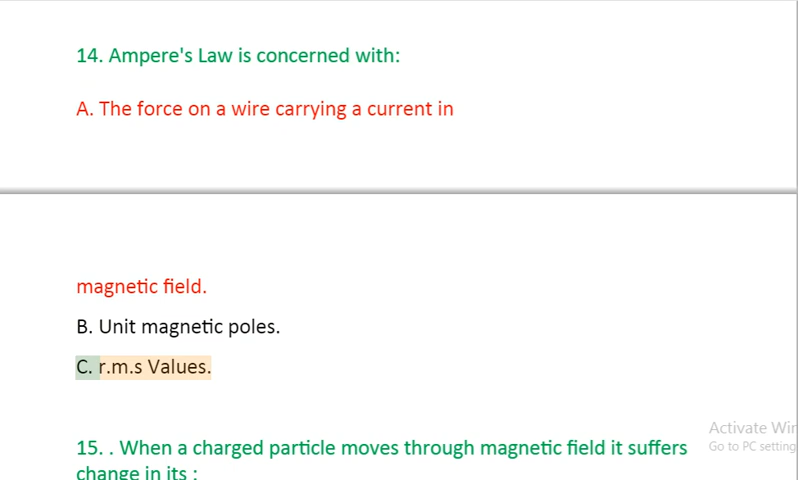 14. Ampere's Law is concerned with:
A. The force on a wire carrying a current in
magnetic field.
B. Unit magnetic poles.
C. r.m.s Values.
Activate Win
Go to PC setting
15. . When a charged particle moves through magnetic field it suffers
change in its :